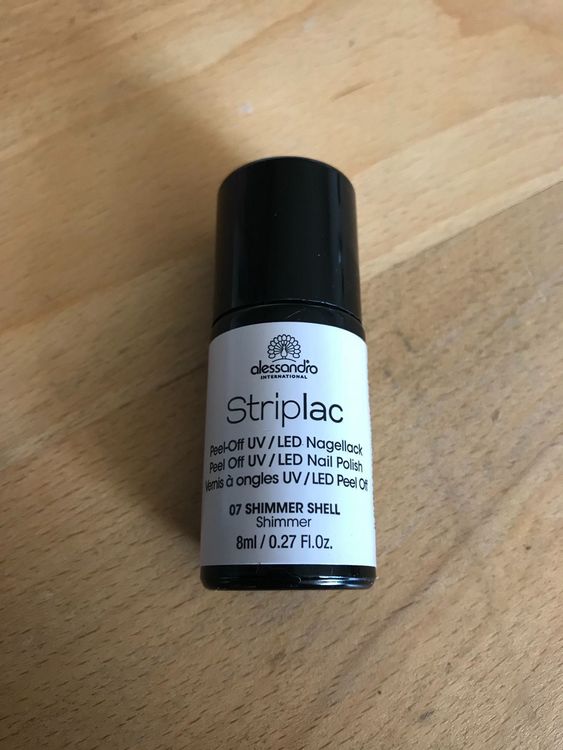 alessandro
INTERNATIONAL
Striplac
Peel-Off UV / LED Nagellack
Peel Off UV / LED Nail Polish
Vernis à ongles UV / LED Peel Off
07 SHIMMER SHELL
Shimmer
8ml / 0.27 Fl.Oz.